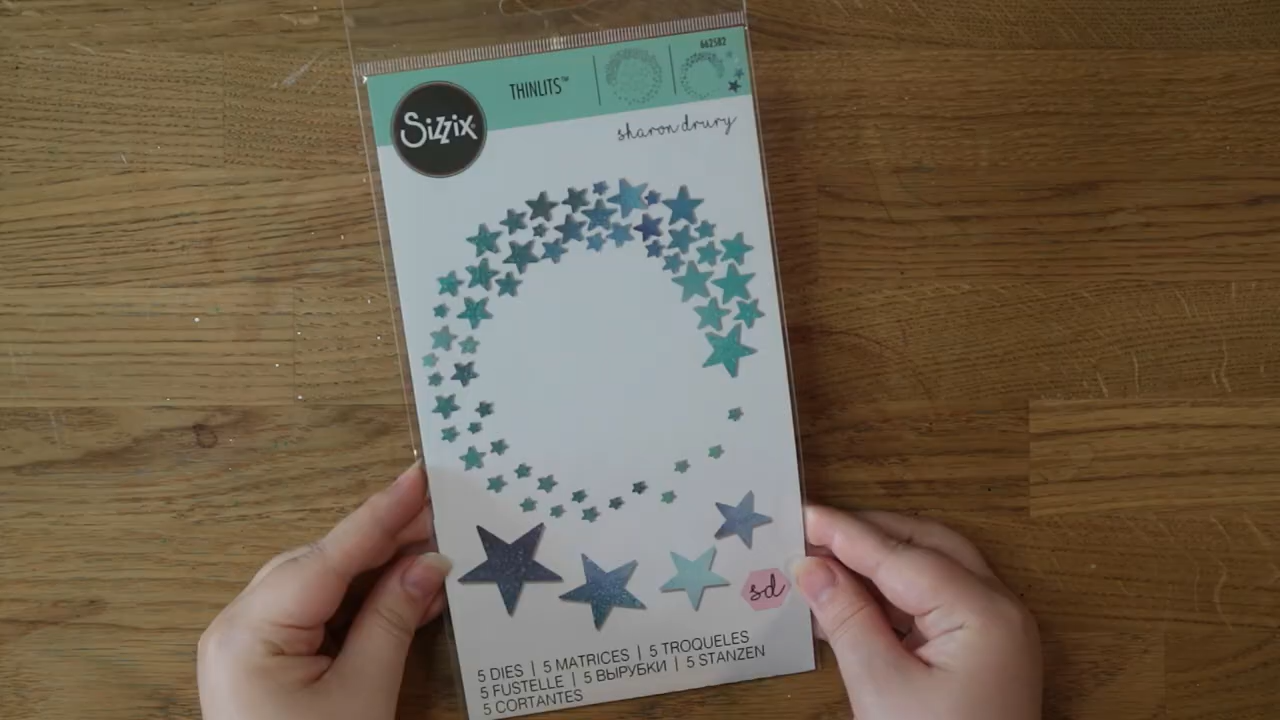 662582
THINLITS™
Sizzix
sharon drury
sd
5 DIES | 5 MATRICES | 5 TROQUELES
5 FUSTELLE | 5 ВЫРУБКИ | 5 STANZEN
5 CORTANTES